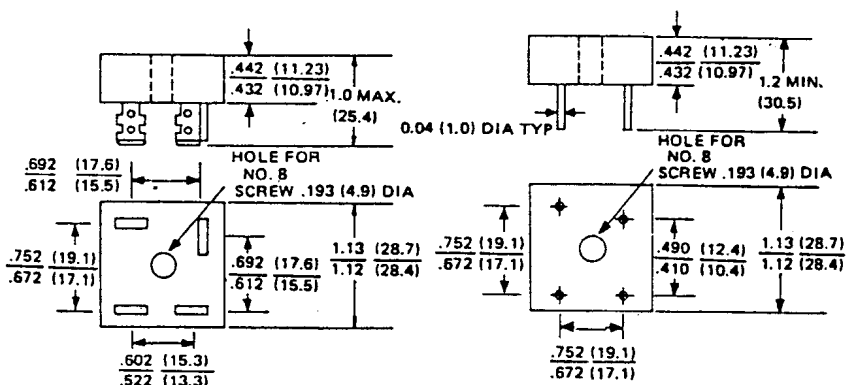 .442 (11.23)
.432 (10.97)
1.0 MAX.
(25.4)
.692 (17.6)
.612 (15.5)
HOLE FOR
NO. 8
SCREW .193 (4.9) DIA
.752 (19.1)
.672 (17.1)
.692 (17.6)
.612 (15.5)
1.13 (28.7)
1.12 (28.4)
.602 (15.3)
.522 (13.3)
.442 (11.23)
.432 (10.97)
1.2 MIN.
(30.5)
0.04 (1.0) DIA TYP
HOLE FOR
NO. 8
SCREW .193 (4.9) DIA
.752 (19.1)
.672 (17.1)
.490 (12.4)
.410 (10.4)
1.13 (28.7)
1.12 (28.4)
.752 (19.1)
.672 (17.1)